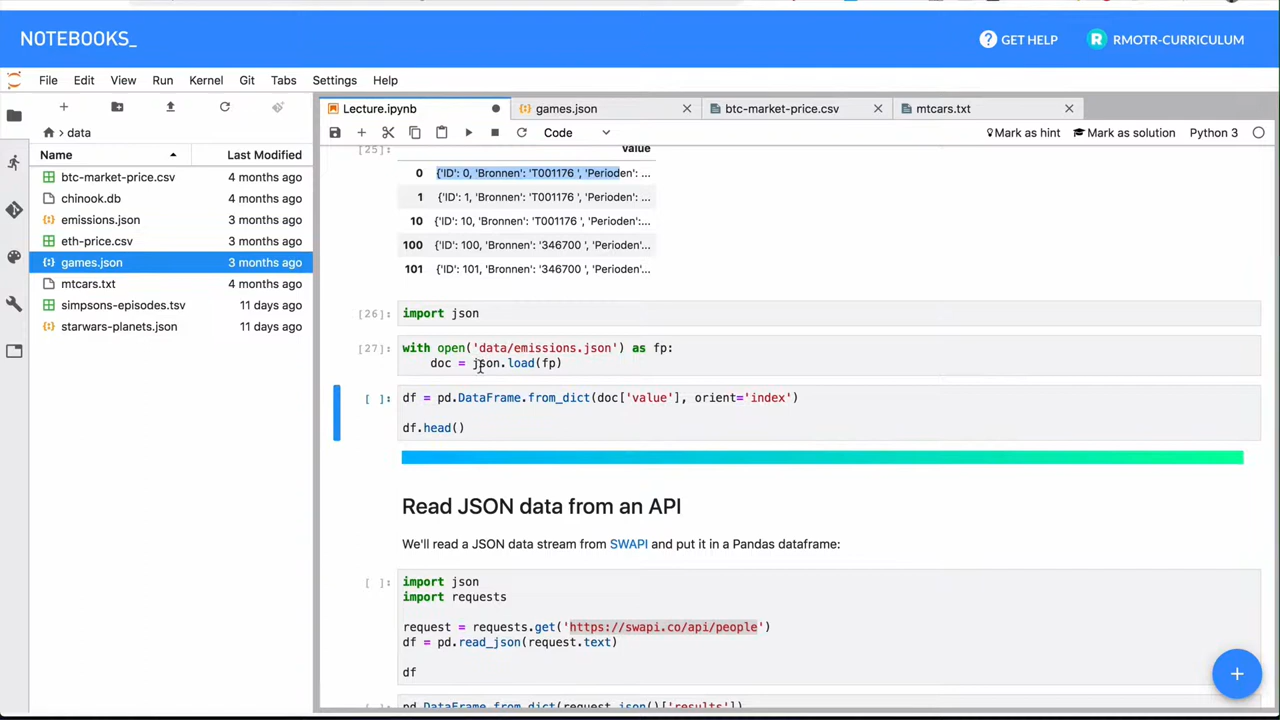 NOTEBOOKS_
GET HELP
R
RMOTR-CURRICULUM
File Edit View Run Kernel Git Tabs Settings Help
Lecture.ipynb
games.json
btc-market-price.csv
mtcars.txt
Code
Mark as hint
Mark as solution
Python 3
data
Name Last Modified
btc-market-price.csv 4 months ago
chinook.db 4 months ago
emissions.json 3 months ago
eth-price.csv 3 months ago
games.json 3 months ago
mtcars.txt 4 months ago
simpsons-episodes.tsv 11 days ago
starwars-planets.json 11 days ago
[25]: value
0 {'ID': 0, 'Bronnen': 'T001176 ', 'Perioden': ...
1 {'ID': 1, 'Bronnen': 'T001176 ', 'Perioden': ...
10 {'ID': 10, 'Bronnen': 'T001176 ', 'Perioden':...
100 {'ID': 100, 'Bronnen': '346700 ', 'Perioden'...
101 {'ID': 101, 'Bronnen': '346700 ', 'Perioden'...
[26]: import json
[27]: with open('data/emissions.json') as fp:
doc = json.load(fp)
[ ]: df = pd.DataFrame.from_dict(doc['value'], orient='index')
df.head()
Read JSON data from an API
We'll read a JSON data stream from SWAPI and put it in a Pandas dataframe:
[ ]: import json
import requests
request = requests.get('https://swapi.co/api/people')
df = pd.read_json(request.text)
df
[ ]: pd.DataFrame.from_dict(request.json()['results'])